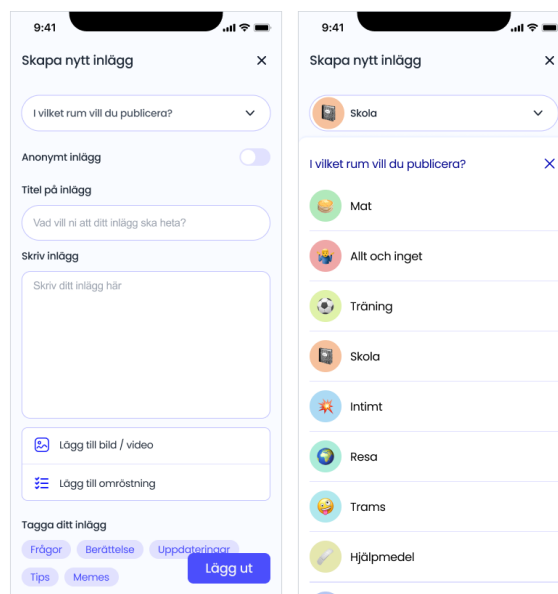 9:41
Skapa nytt inlägg
I vilket rum vill du publicera?
Anonymt inlägg
Titel på inlägg
Vad vill ni att ditt inlägg ska heta?
Skriv inlägg
Skriv ditt inlägg här
Lägg till bild / video
Lägg till omröstning
Tagga ditt inlägg
Frågor Berättelse Uppdateringar
Tips Memes
Lägg ut
9:41
Skapa nytt inlägg
Skola
I vilket rum vill du publicera?
Mat
Allt och inget
Träning
Skola
Intimt
Resa
Trams
Hjälpmedel